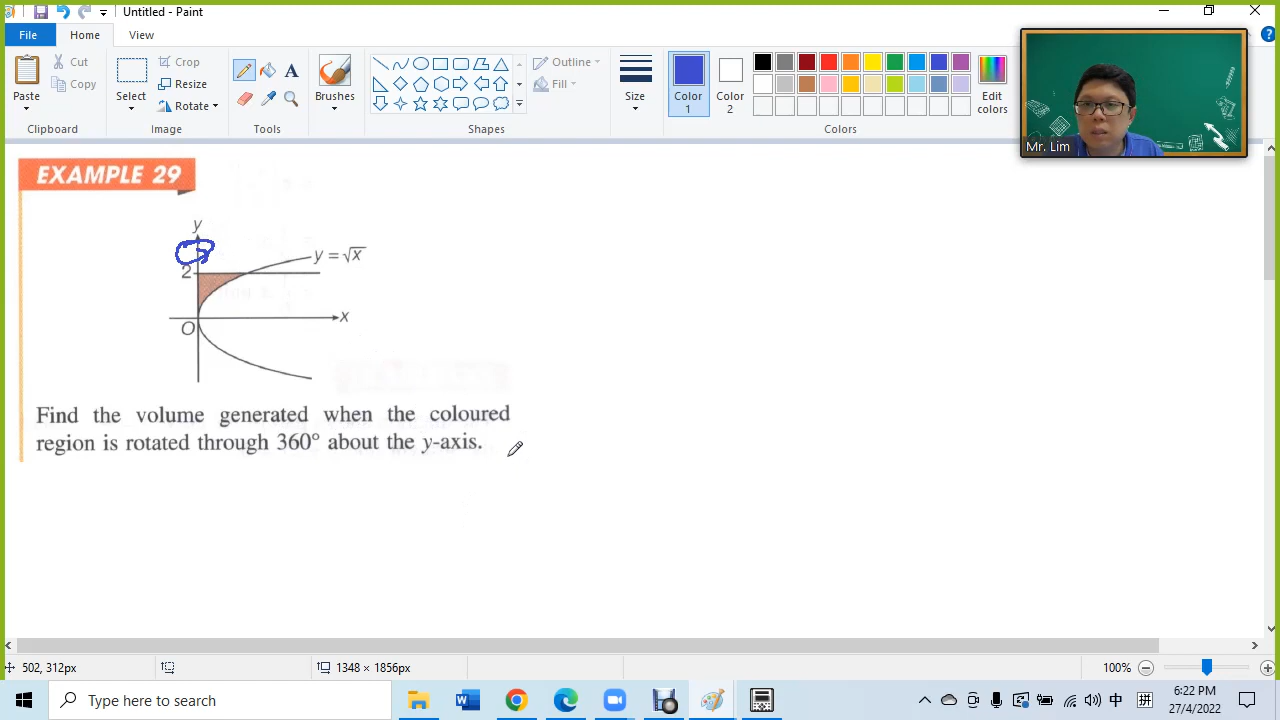 Untitled - Paint
File
Home
View
Paste
Cut
Copy
Clipboard
Select
Crop
Resize
Rotate
Image
A
Tools
Brushes
Outline
Fill
Shapes
Size
Color
1
Color
2
Edit
colors
Colors
Mr. Lim
EXAMPLE 29
y
y = √x
2
x
O
Find the volume generated when the coloured
region is rotated through 360° about the y-axis.
502, 312px
1348 × 1856px
100%
Type here to search
中
拼
6:22 PM
27/4/2022